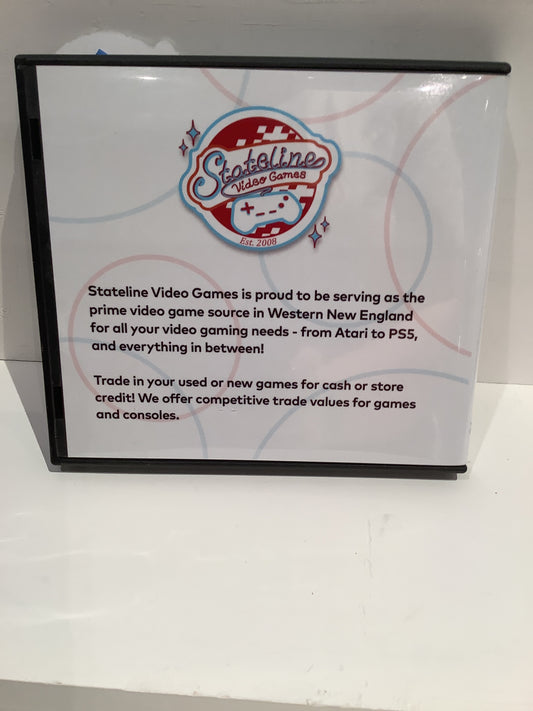 Stateline
Video Games
Est. 2008
Stateline Video Games is proud to be serving as the
prime video game source in Western New England
for all your video gaming needs - from Atari to PS5,
and everything in between!
Trade in your used or new games for cash or store
credit! We offer competitive trade values for games
and consoles.